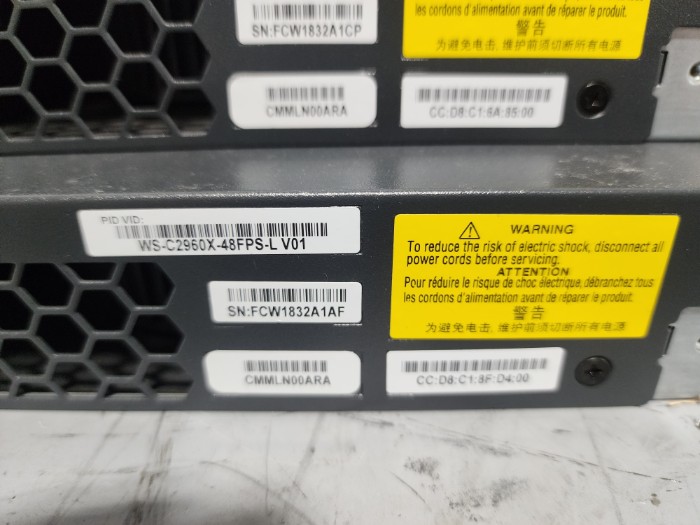 SN:FCW1832A1CP
les cordons d'alimentation avant de réparer le produit.
警告
为避免电击, 维护前须切断所有电源
CMMLN00ARA
CC:D8:C1:8A:85:00
PID VID:
WS-C2960X-48FPS-L V01
WARNING
To reduce the risk of electric shock, disconnect all
power cords before servicing.
ATTENTION
Pour réduire le risque de choc électrique, débranchez tous
les cordons d'alimentation avant de réparer le produit.
警告
为避免电击, 维护前须切断所有电源
SN:FCW1832A1AF
CMMLN00ARA
CC:D8:C1:8F:D4:00